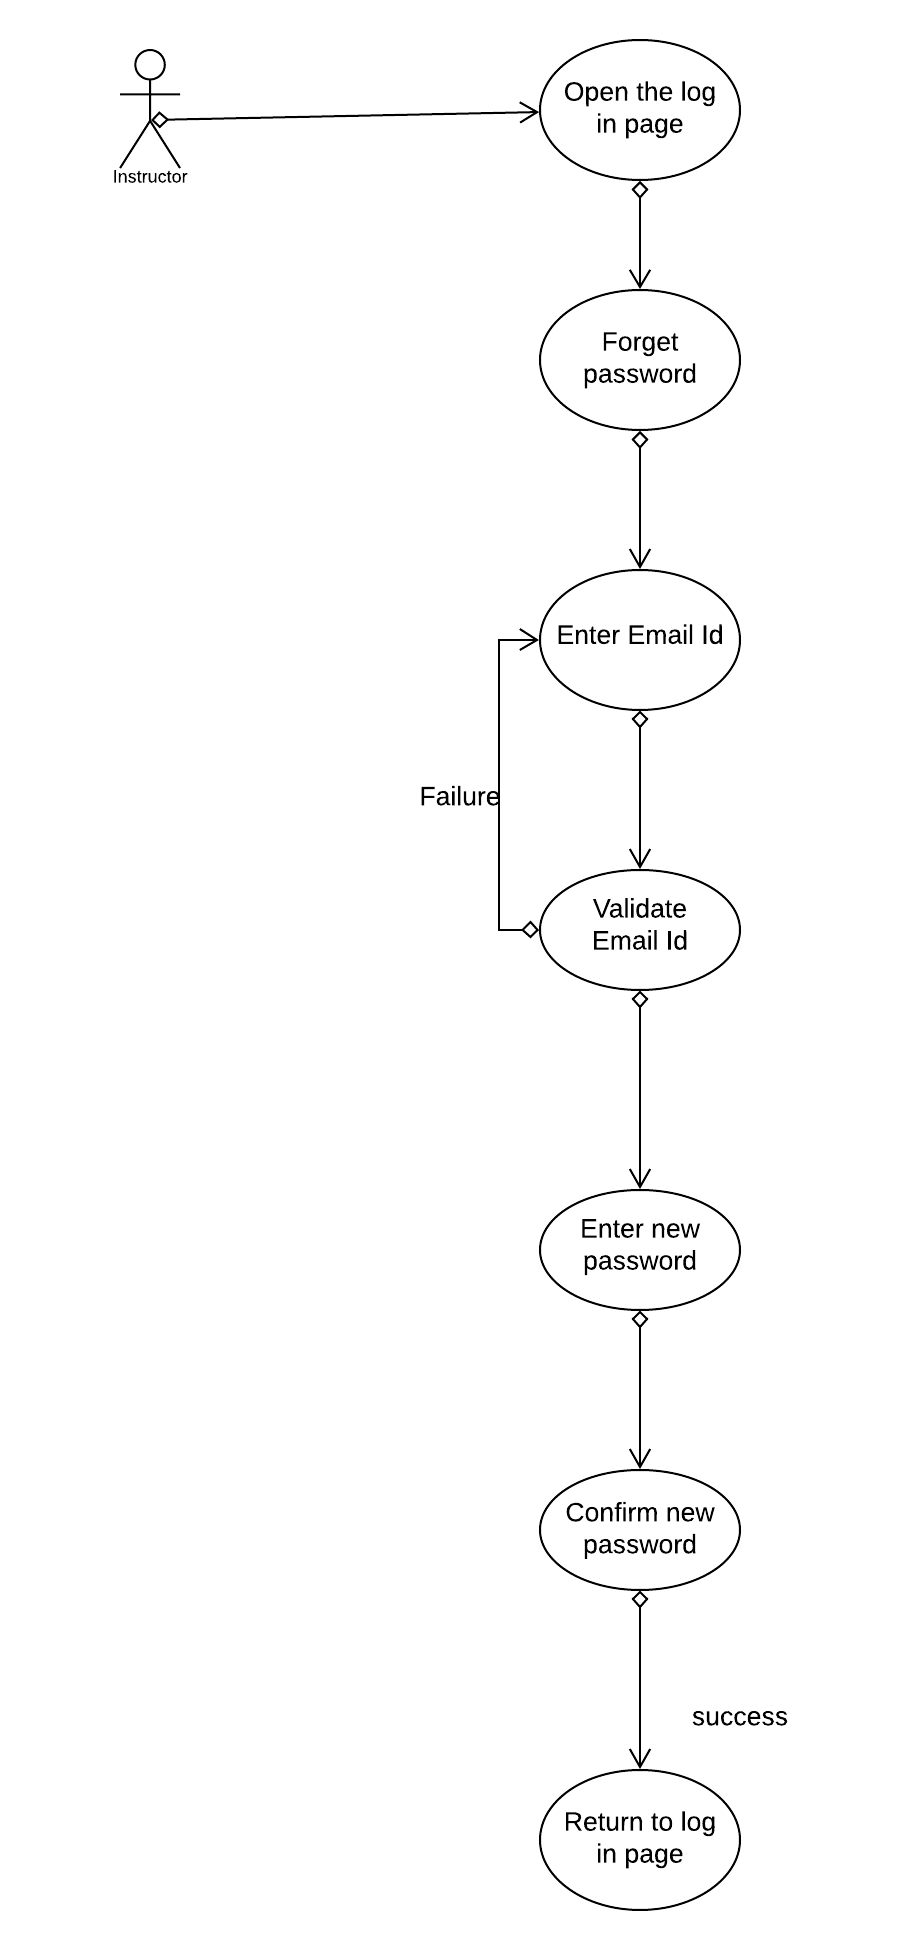 Open the log
in page
Instructor
Forget
password
Enter Email Id
Failure
Validate
Email Id
Enter new
password
Confirm new
password
success
Return to log
in page